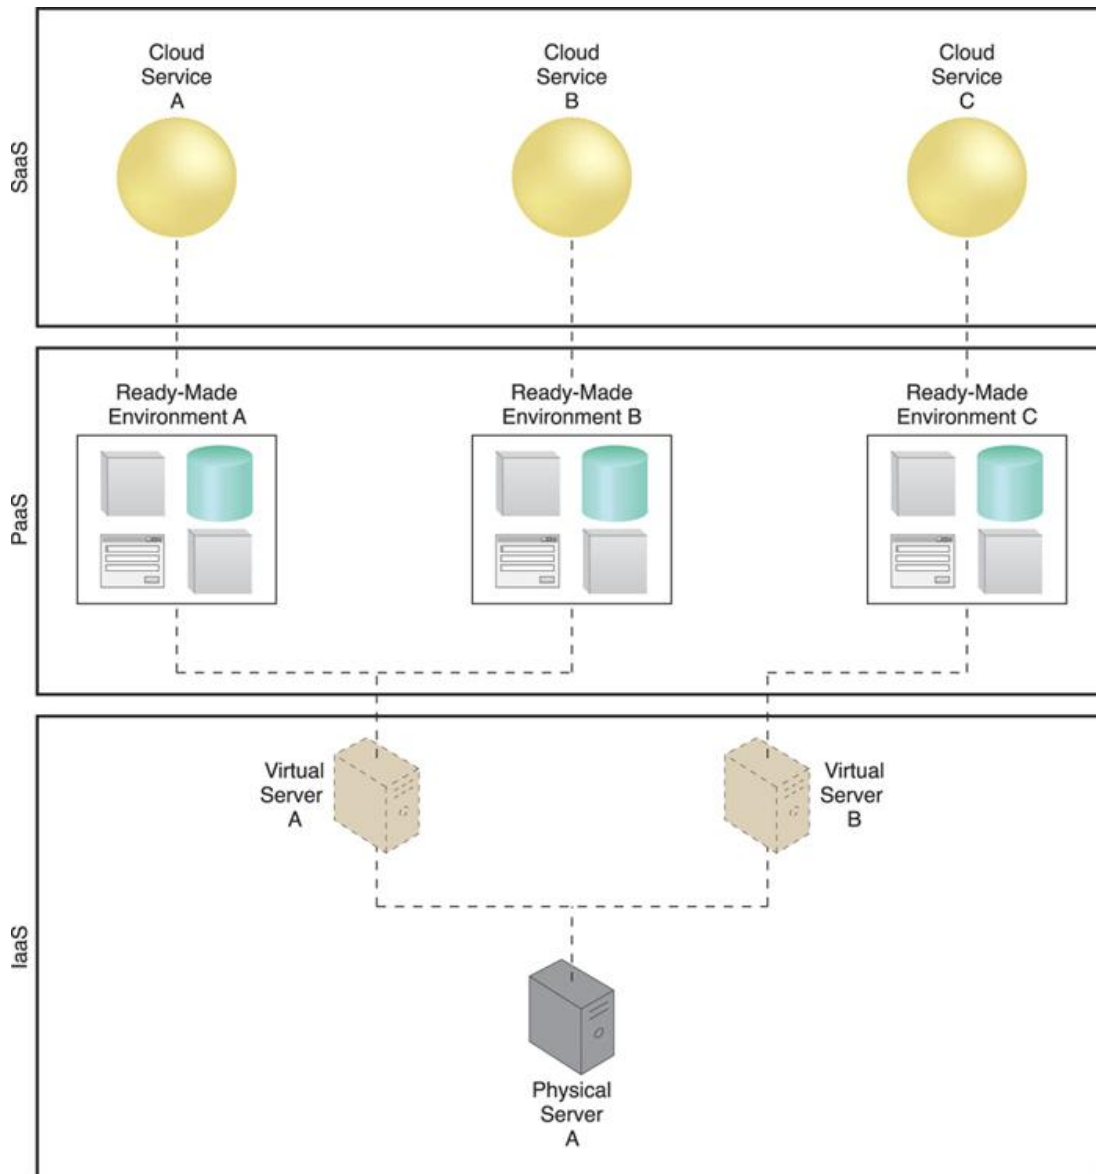 SaaS
Cloud
Service
A
Cloud
Service
B
Cloud
Service
C
PaaS
Ready-Made
Environment A
Ready-Made
Environment B
Ready-Made
Environment C
IaaS
Virtual
Server
A
Virtual
Server
B
Physical
Server
A